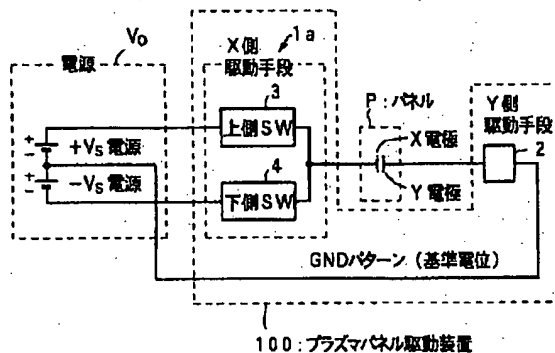 V0
電源
X側
駆動手段
1a
3
上側SW
P:パネル
Y側
駆動手段
2
X電極
Y電極
+
−
+VS 電源
+
−
−VS 電源
4
下側SW
GNDパターン (基準電位)
100:プラズマパネル駆動装置